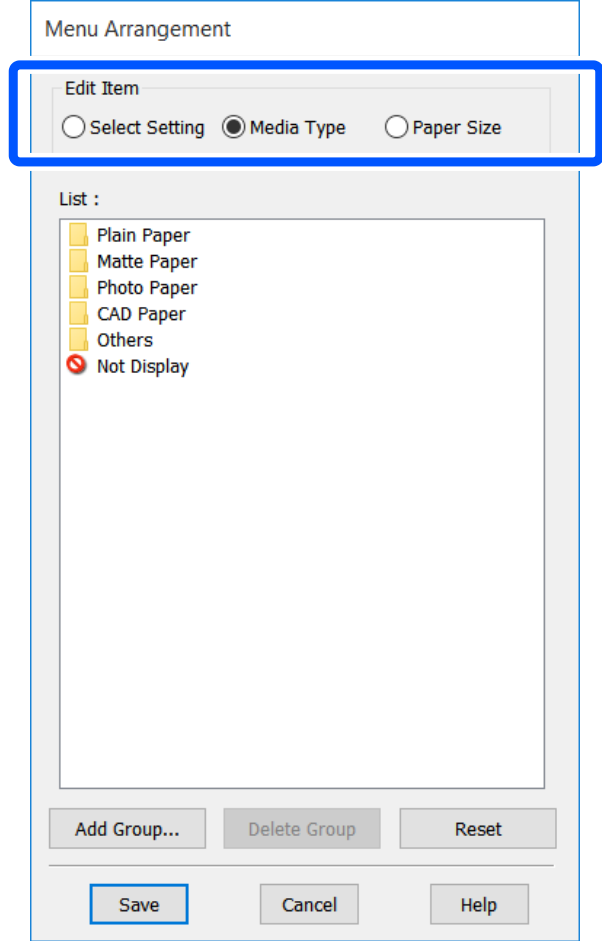 Menu Arrangement
Edit Item
Select Setting Media Type Paper Size
List :
Plain Paper
Matte Paper
Photo Paper
CAD Paper
Others
Not Display
Add Group... Delete Group Reset
Save Cancel Help